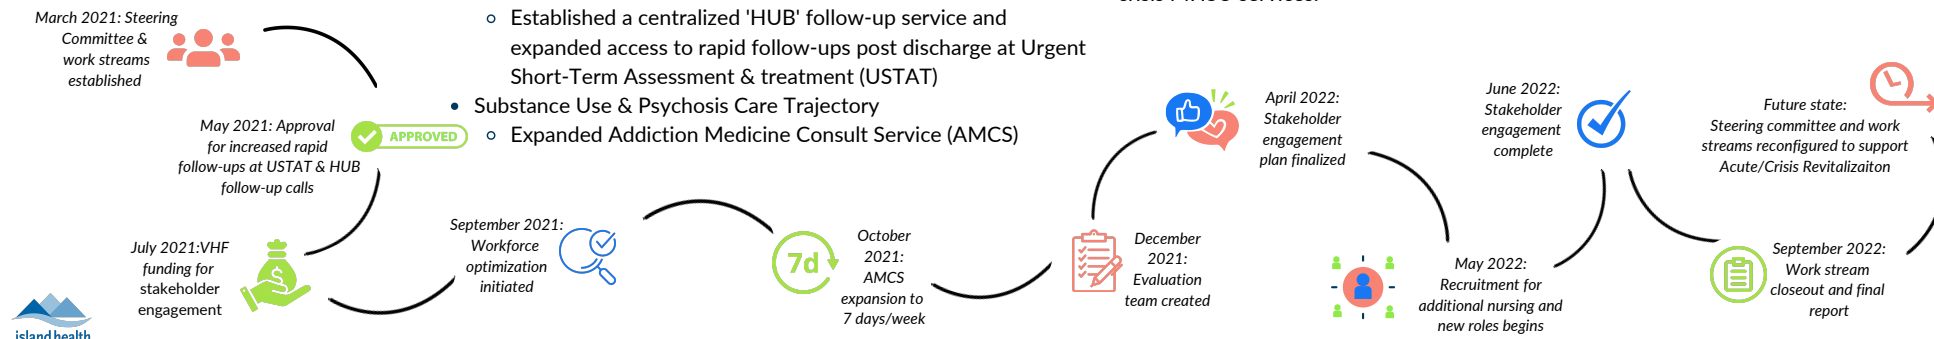 March 2021: Steering
Committee &
work streams
established
Established a centralized 'HUB' follow-up service and
expanded access to rapid follow-ups post discharge at Urgent
Short-Term Assessment & treatment (USTAT)
Substance Use & Psychosis Care Trajectory
Expanded Addiction Medicine Consult Service (AMCS)
May 2021: Approval
for increased rapid
follow-ups at USTAT & HUB
follow-up calls
APPROVED
July 2021:VHF
funding for
stakeholder
engagement
September 2021:
Workforce
optimization
initiated
7d
October
2021:
AMCS
expansion to
7 days/week
December
2021:
Evaluation
team created
April 2022:
Stakeholder
engagement
plan finalized
May 2022:
Recruitment for
additional nursing and
new roles begins
June 2022:
Stakeholder
engagement
complete
September 2022:
Work stream
closeout and final
report
Future state:
Steering committee and work
streams reconfigured to support
Acute/Crisis Revitalizaiton
island health